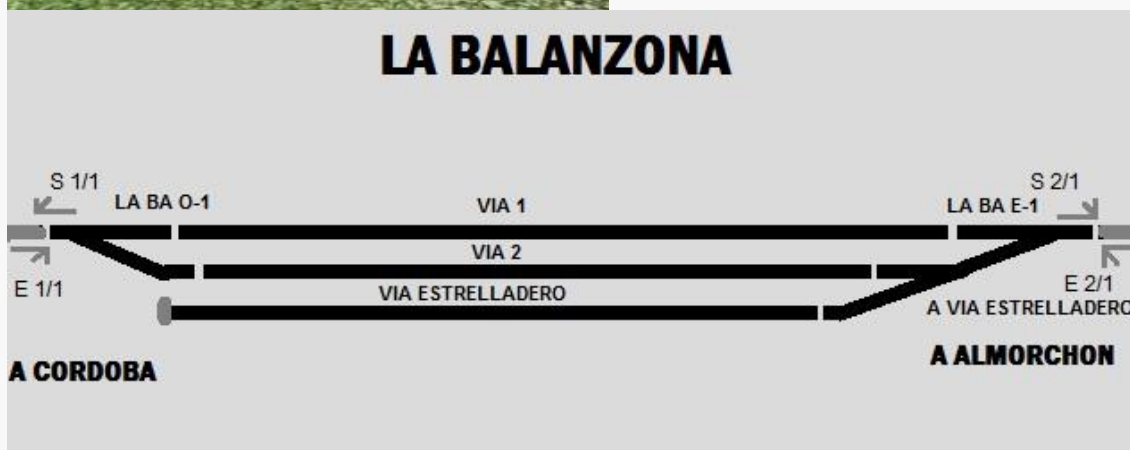 LA BALANZONA
S 1/1
S 2/1
LA BA O-1
VIA 1
LA BA E-1
VIA 2
E 1/1
VIA ESTRELLADERO
E 2/1
A VIA ESTRELLADERO
A CORDOBA
A ALMORCHON